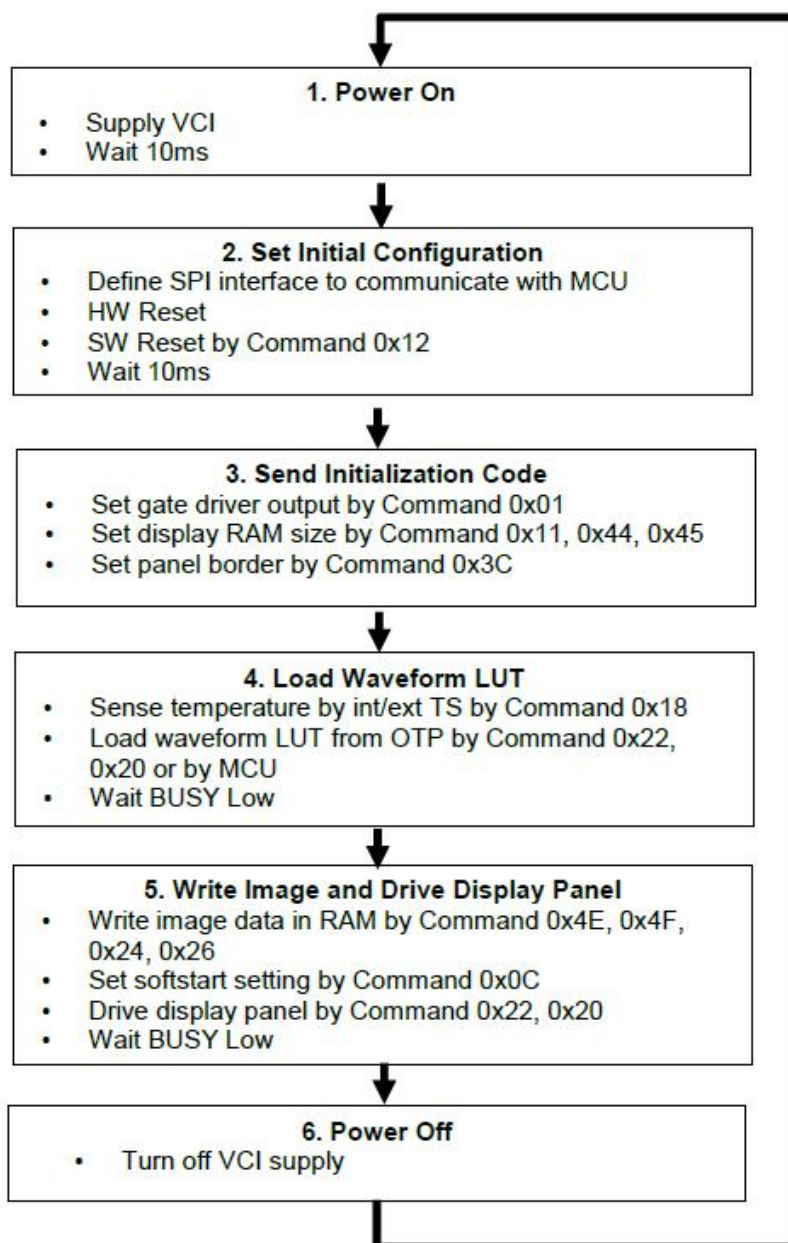 1. Power On
• Supply VCI
• Wait 10ms
2. Set Initial Configuration
• Define SPI interface to communicate with MCU
• HW Reset
• SW Reset by Command 0x12
• Wait 10ms
3. Send Initialization Code
• Set gate driver output by Command 0x01
• Set display RAM size by Command 0x11, 0x44, 0x45
• Set panel border by Command 0x3C
4. Load Waveform LUT
• Sense temperature by int/ext TS by Command 0x18
• Load waveform LUT from OTP by Command 0x22,
0x20 or by MCU
• Wait BUSY Low
5. Write Image and Drive Display Panel
• Write image data in RAM by Command 0x4E, 0x4F,
0x24, 0x26
• Set softstart setting by Command 0x0C
• Drive display panel by Command 0x22, 0x20
• Wait BUSY Low
6. Power Off
• Turn off VCI supply